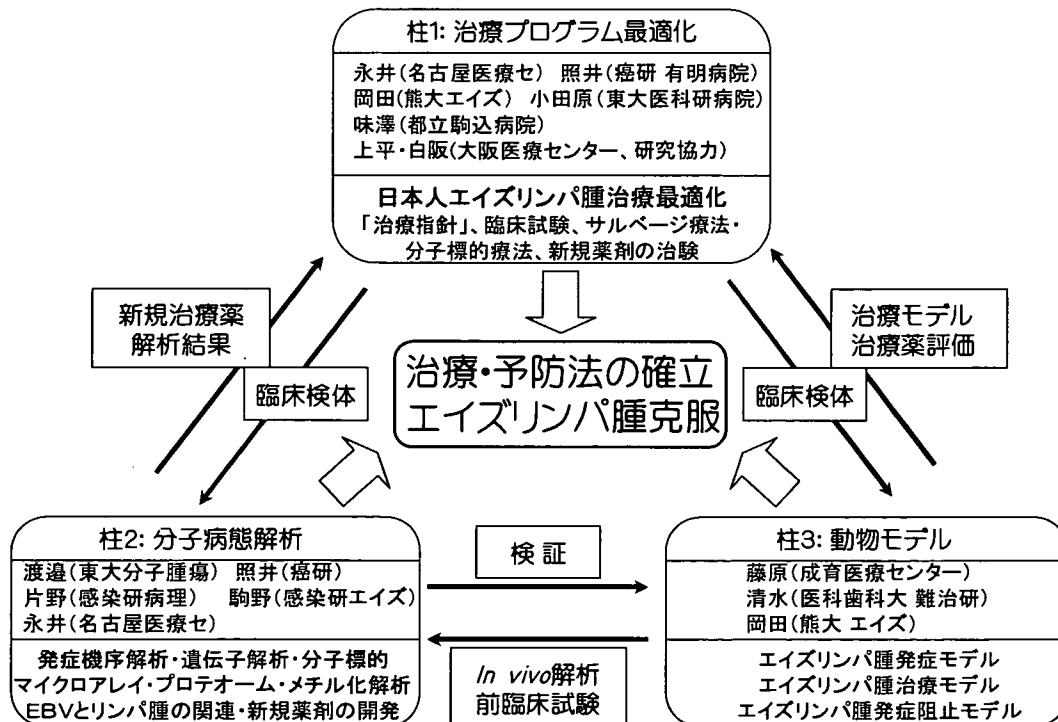 柱1: 治療プログラム最適化
永井(名古屋医療セ) 照井(癌研 有明病院)
岡田(熊大エイズ) 小田原(東大医科研病院)
味澤(都立駒込病院)
上平・白阪(大阪医療センター、研究協力)
日本人エイズリンパ腫治療最適化
「治療指針」、臨床試験、サルベージ療法・
分子標的療法、新規薬剤の治験
新規治療薬
解析結果
臨床検体
治療・予防法の確立
エイズリンパ腫克服
治療モデル
治療薬評価
臨床検体
柱2: 分子病態解析
渡邉(東大分子腫瘍) 照井(癌研)
片野(感染研病理) 駒野(感染研エイズ)
永井(名古屋医療セ)
発症機序解析・遺伝子解析・分子標的
マイクロアレイ・プロテオーム・メチル化解析
EBVとリンパ腫の関連・新規薬剤の開発
検証
In vivo解析
前臨床試験
柱3: 動物モデル
藤原(成育医療センター)
清水(医科歯科大 難治研)
岡田(熊大 エイズ)
エイズリンパ腫発症モデル
エイズリンパ腫治療モデル
エイズリンパ腫発症阻止モデル